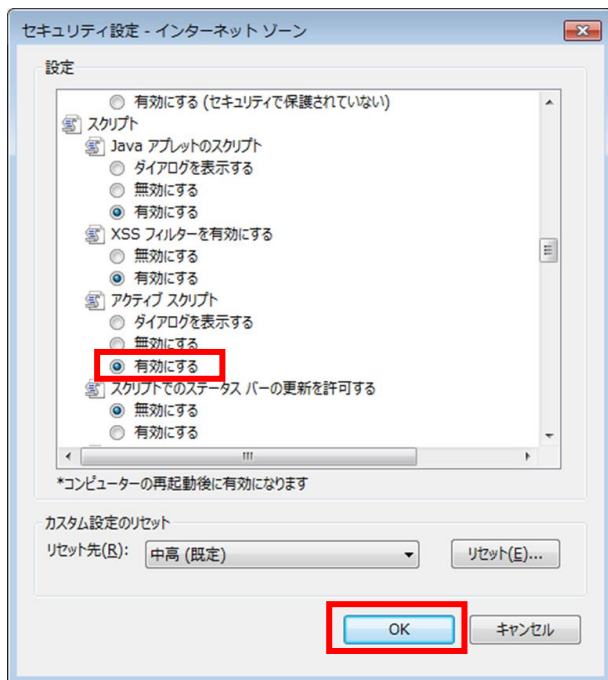 セキュリティ設定 - インターネット ゾーン
設定
有効にする (セキュリティで保護されていない)
スクリプト
Java アプレットのスクリプト
ダイアログを表示する
無効にする
有効にする
XSS フィルターを有効にする
無効にする
有効にする
アクティブ スクリプト
ダイアログを表示する
無効にする
有効にする
スクリプトでのステータス バーの更新を許可する
無効にする
有効にする
*コンピューターの再起動後に有効になります
カスタム設定のリセット
リセット先(R): 中高 (既定) リセット(E)...
OK キャンセル